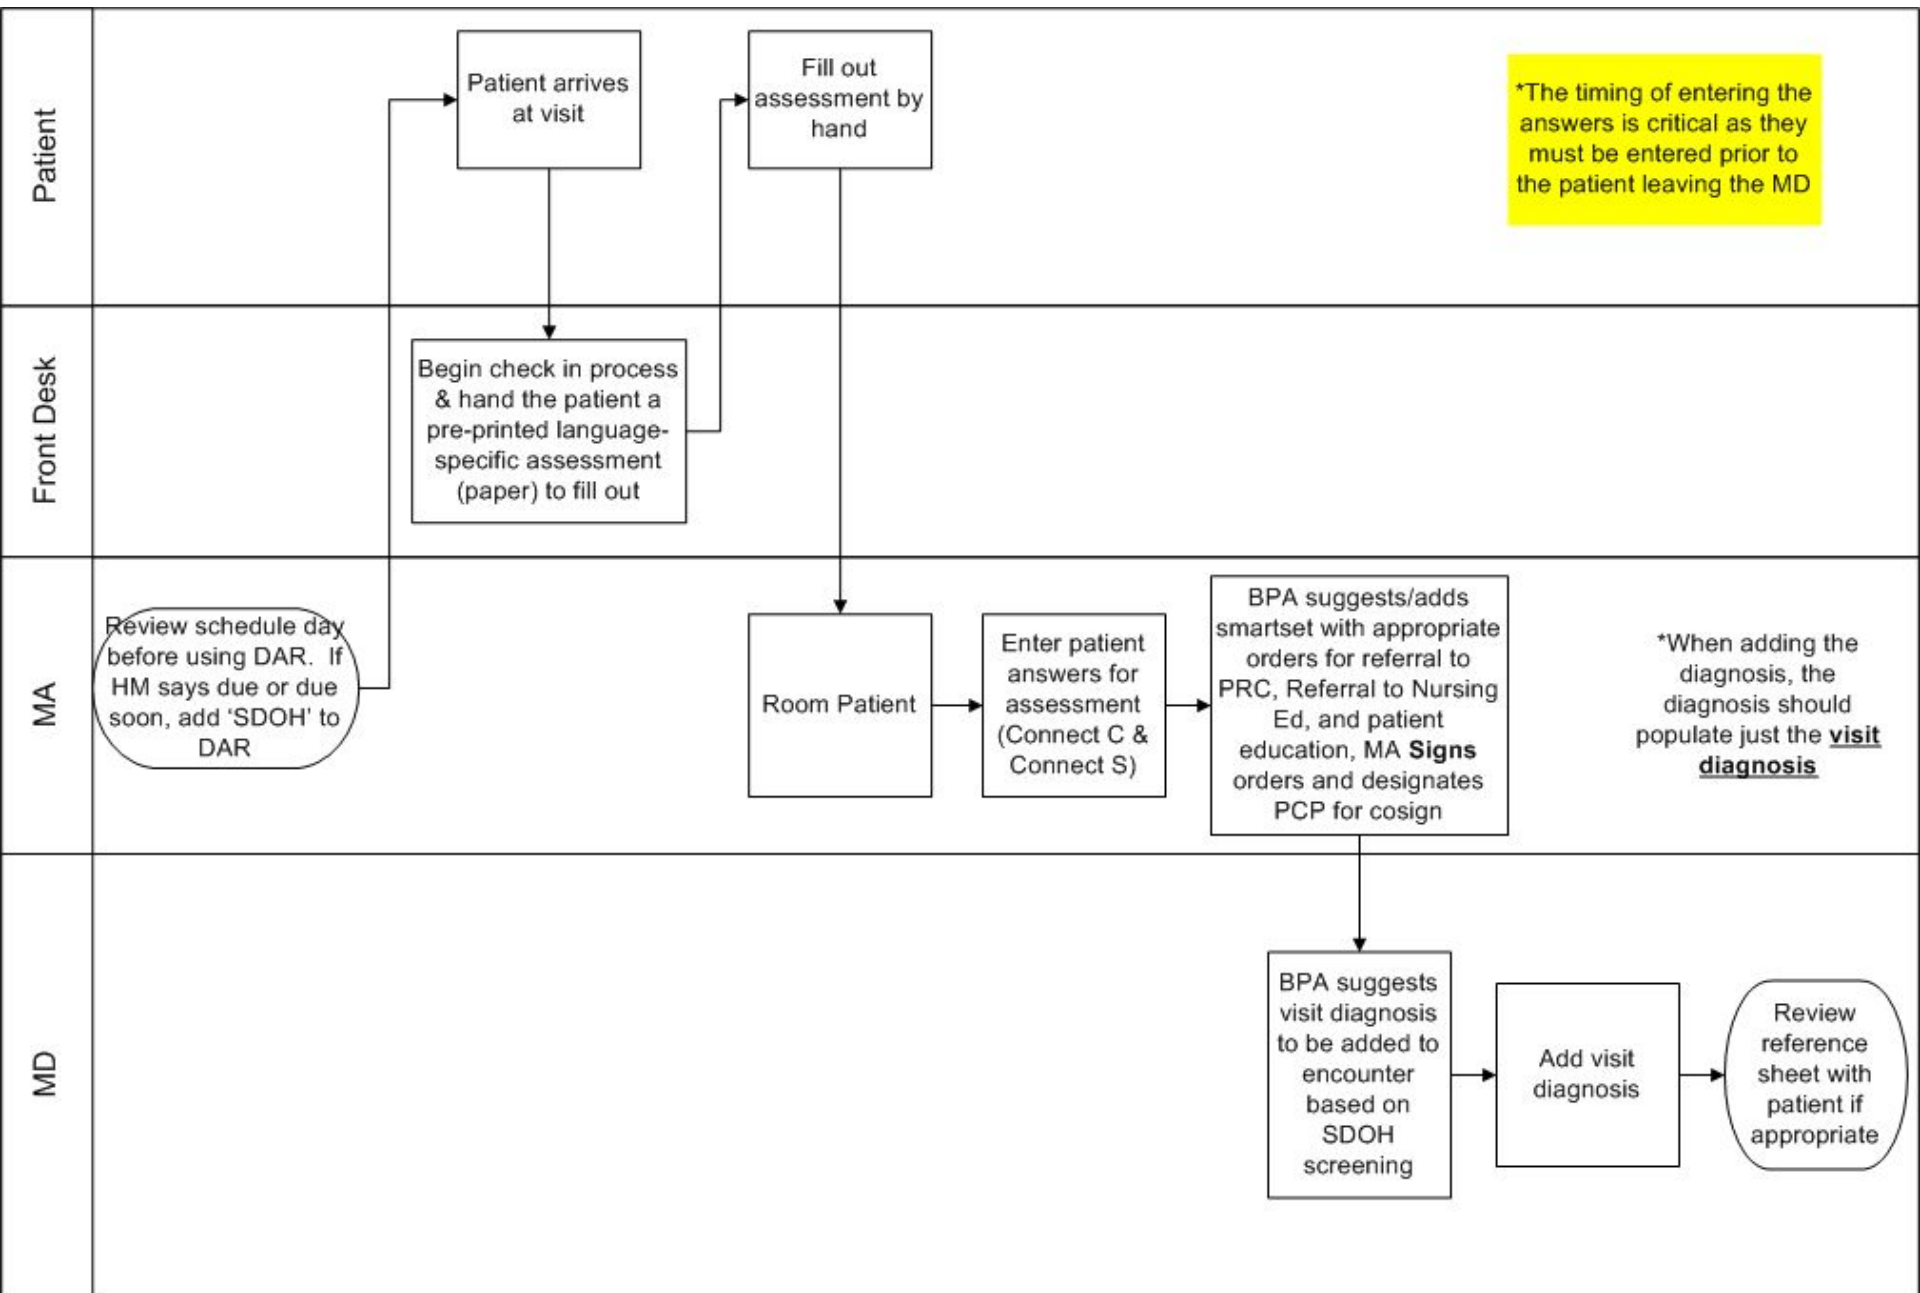 Patient
Patient arrives
at visit
Fill out
assessment by
hand
*The timing of entering the
answers is critical as they
must be entered prior to
the patient leaving the MD
Front Desk
Begin check in process
& hand the patient a
pre-printed language-
specific assessment
(paper) to fill out
MA
Review schedule day
before using DAR.  If
HM says due or due
soon, add ‘SDOH’ to
DAR
Room Patient
Enter patient
answers for
assessment
(Connect C &
Connect S)
BPA suggests/adds
smartset with appropriate
orders for referral to
PRC, Referral to Nursing
Ed, and patient
education, MA Signs
orders and designates
PCP for cosign
*When adding the
diagnosis, the
diagnosis should
populate just the visit
diagnosis
MD
BPA suggests
visit diagnosis
to be added to
encounter
based on
SDOH
screening
Add visit
diagnosis
Review
reference
sheet with
patient if
appropriate